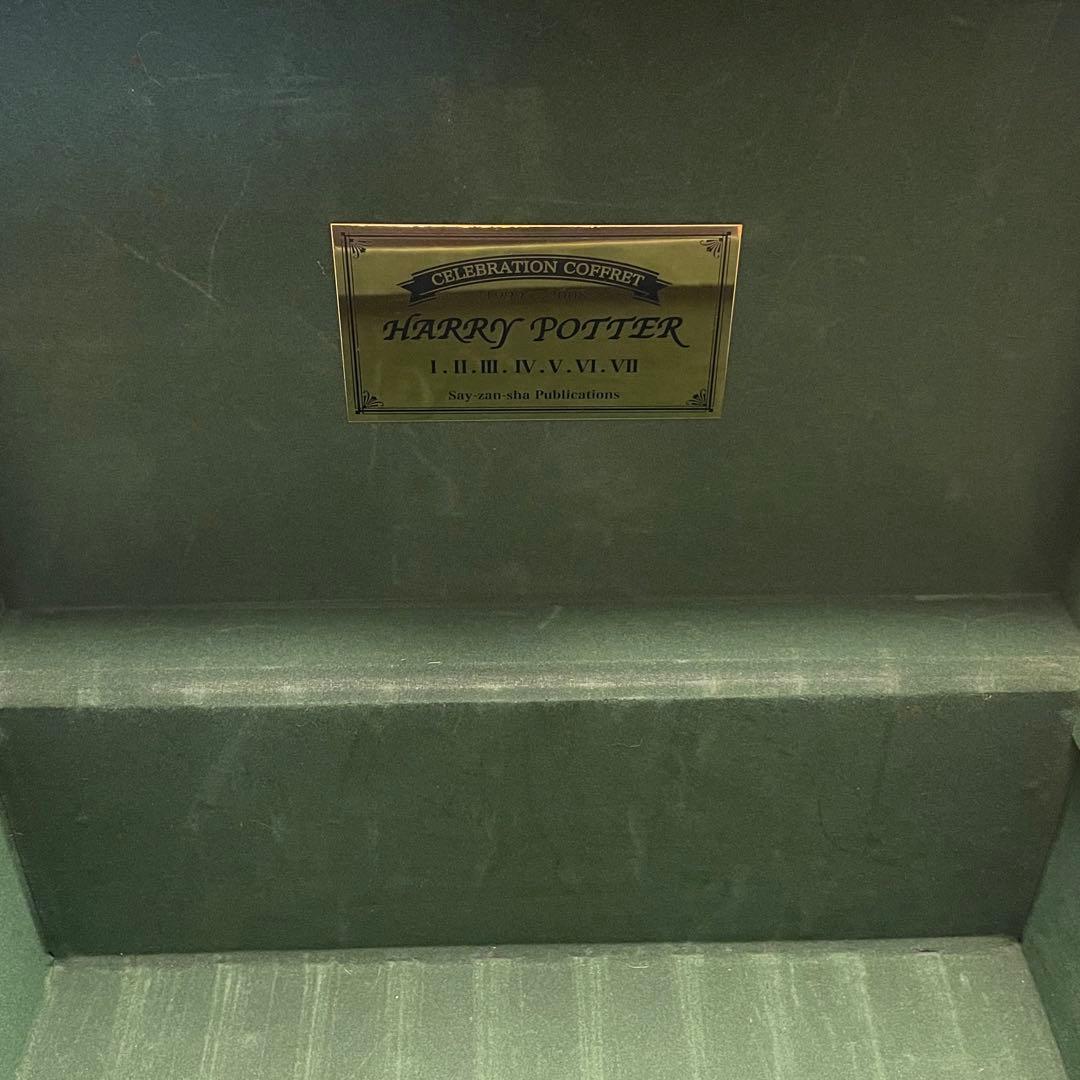 CELEBRATION COFFRET
HARRY POTTER
I . II . III . IV . V . VI . VII
Say-zan-sha Publications